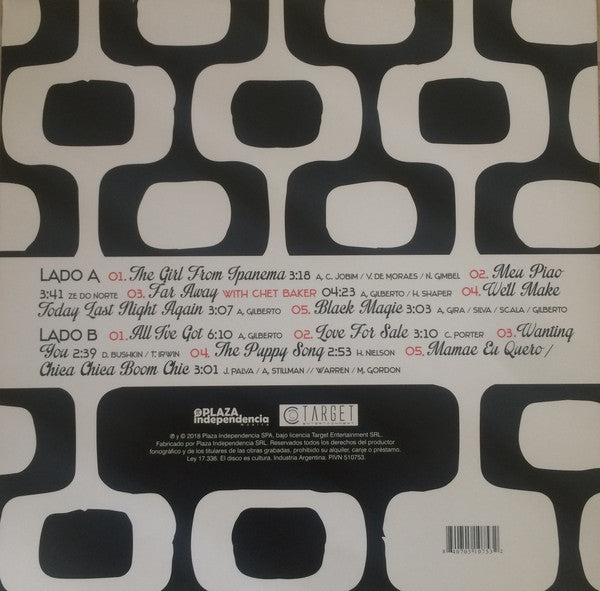 LADO A 01. The Girl From Ipanema 3:18 A, C. JOBIM / V. DE MORAES / N. GIMBEL 02. Meu Piao
3:41 ZE DO NORTE 03. Far Away WITH CHET BAKER 04:23 A, GILBERTO / H. SHAPER 04. We'll Make
Today Last Night Again 3:07 A, GILBERTO 05. Black Magic 3:03 A, GIRA / SILVA / SCALA / GILBERTO
LADO B 01. All I've Got 6:10 A, GILBERTO 02. Love For Sale 3:10 C. PORTER 03. Wanting
You 2:39 D. BUSHKIN / T. IRWIN 04. The Puppy Song 2:53 H. NIELSON 05. Mamae Eu Quero /
Chica Chica Boom Chic 3:01 J. PAIVA / A, STILLMAN // WARREN / M. GORDON
PLAZA independencia MÚSICA
TARGET ENTERTAINMENT
℗ y © 2018 Plaza Independencia SPA, bajo licencia Target Entertainment SRL.
Fabricado por Plaza Independencia SRL. Reservados todos los derechos del productor
fonográfico y de los titulares de las obras grabadas, prohibido su alquiler, canje o préstamo.
Ley 17.336. El disco es cultura. Industria Argentina. PIVN 510753.